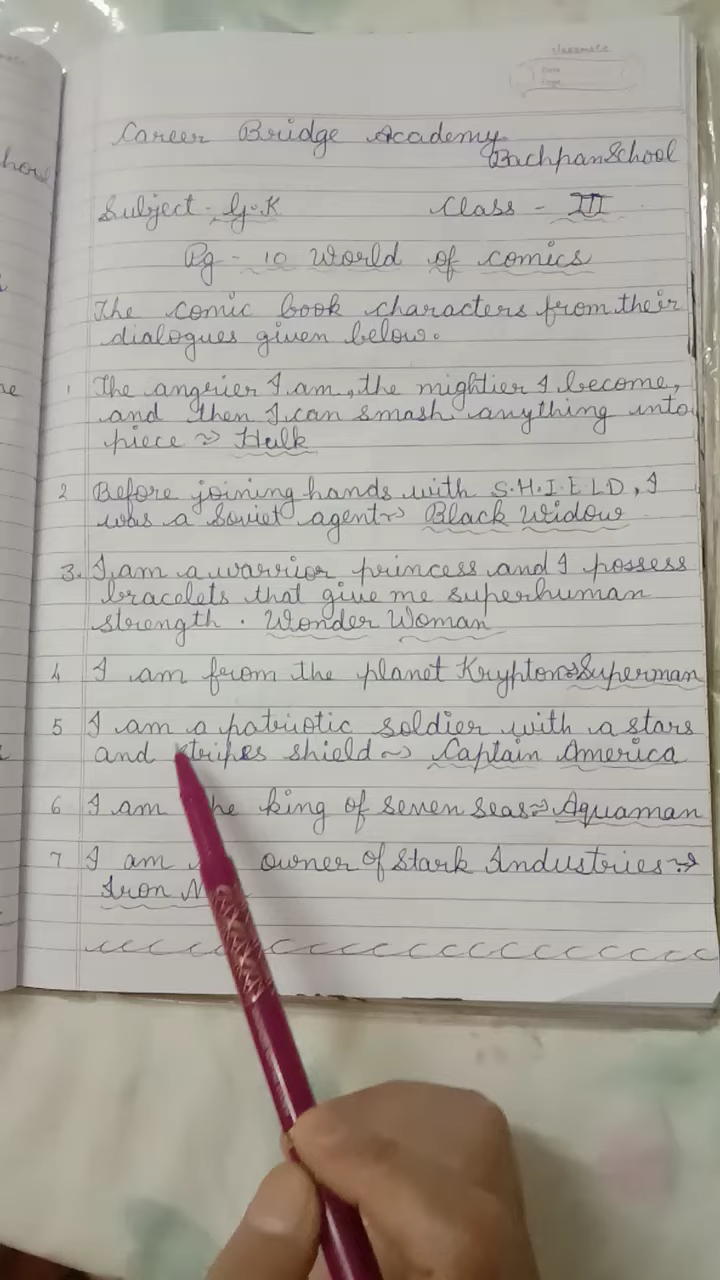 classmate
Date
Page
Career Bridge Academy
Bachpan School
Subject - G.K Class - III
Pg - 10 World of comics
The comic book characters from their
dialogues given below.
1 The angrier I am, the mightier I become,
and then I can smash anything into
piece ~> Hulk
2 Before joining hands with S.H.I.E.L.D, I
was a Soviet agent ~> Black Widow
3. I am a warrior princess and I possess
bracelets that give me superhuman
strength. Wonder Woman
4 I am from the planet Krypton ~> Superman
5 I am a patriotic soldier with a stars
and stripes shield ~> Captain America
6 I am the king of seven seas ~> Aquaman
7 I am owner of Stark Industries ~>
Iron